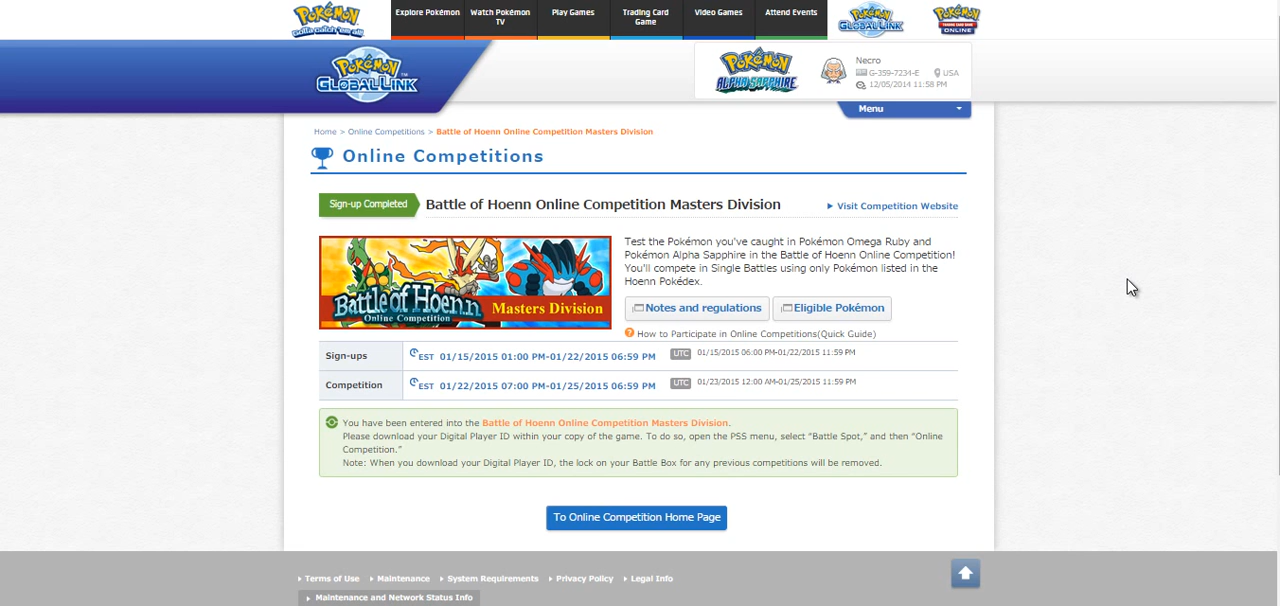 Pokémon
Gotta catch 'em all!
Explore Pokémon
Watch Pokémon
TV
Play Games
Trading Card
Game
Video Games
Attend Events
Pokémon
GLOBAL LINK
Pokémon
TRADING CARD GAME
ONLINE
Pokémon
GLOBAL LINK
Pokémon
ALPHA SAPPHIRE
Necro
G-359-7234-E USA
12/05/2014 11:58 PM
Menu
Home > Online Competitions > Battle of Hoenn Online Competition Masters Division
Online Competitions
Sign-up Completed
Battle of Hoenn Online Competition Masters Division
Visit Competition Website
Battle of Hoenn
Online Competition
Masters Division
Test the Pokémon you've caught in Pokémon Omega Ruby and
Pokémon Alpha Sapphire in the Battle of Hoenn Online Competition!
You'll compete in Single Battles using only Pokémon listed in the
Hoenn Pokédex.
Notes and regulations
Eligible Pokémon
How to Participate in Online Competitions(Quick Guide)
Sign-ups EST 01/15/2015 01:00 PM-01/22/2015 06:59 PM UTC 01/15/2015 06:00 PM-01/22/2015 11:59 PM
Competition EST 01/22/2015 07:00 PM-01/25/2015 06:59 PM UTC 01/23/2015 12:00 AM-01/25/2015 11:59 PM
You have been entered into the Battle of Hoenn Online Competition Masters Division.
Please download your Digital Player ID within your copy of the game. To do so, open the PSS menu, select "Battle Spot," and then "Online
Competition."
Note: When you download your Digital Player ID, the lock on your Battle Box for any previous competitions will be removed.
To Online Competition Home Page
Terms of Use Maintenance System Requirements Privacy Policy Legal Info
Maintenance and Network Status Info